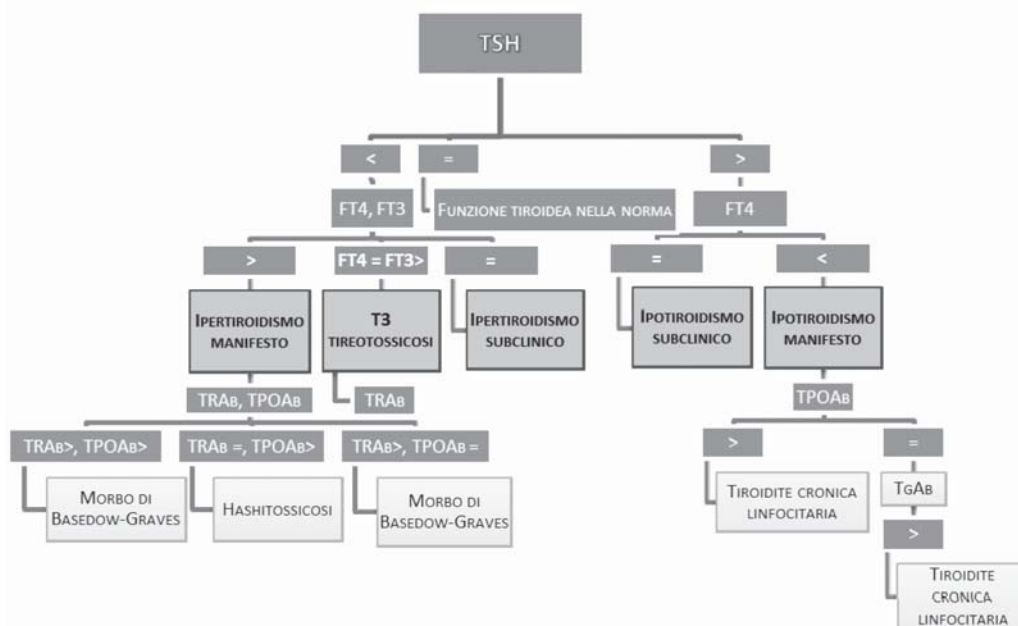 TSH
<
=
>
FT4, FT3
FUNZIONE TIROIDEA NELLA NORMA
FT4
>
FT4 = FT3>
=
=
<
IPERTIROIDISMO
MANIFESTO
T3
TIREOTOSSICOSI
IPERTIROIDISMO
SUBCLINICO
IPOTIROIDISMO
SUBCLINICO
IPOTIROIDISMO
MANIFESTO
TRAB, TPOAB
TRAB
TPOAB
TRAB>, TPOAB>
TRAB =, TPOAB>
TRAB>, TPOAB =
>
=
MORBO DI
BASEDOW-GRAVES
HASHITOSSICOSI
MORBO DI
BASEDOW-GRAVES
TIROIDITE CRONICA
LINFOCITARIA
TGAB
>
TIROIDITE
CRONICA
LINFOCITARIA